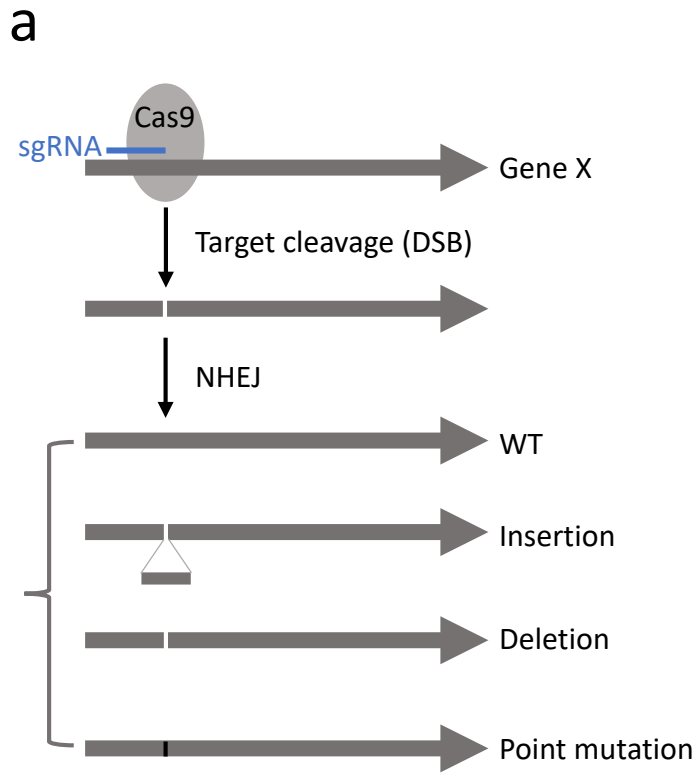 a
Cas9
sgRNA
Gene X
Target cleavage (DSB)
NHEJ
WT
Insertion
Deletion
Point mutation